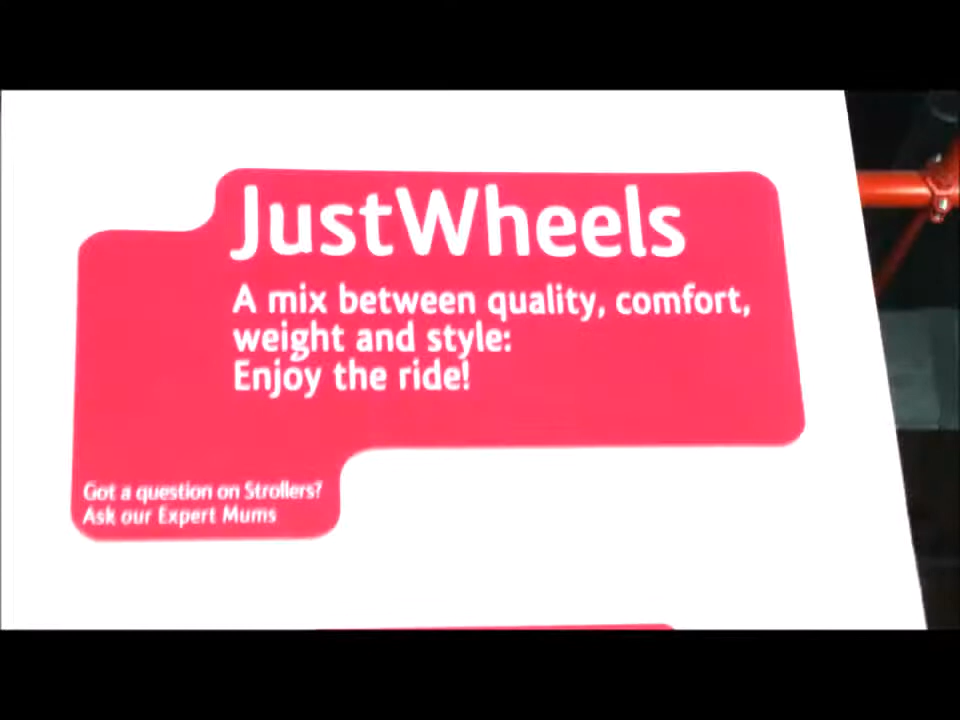 JustWheels
A mix between quality, comfort,
weight and style:
Enjoy the ride!
Got a question on Strollers?
Ask our Expert Mums